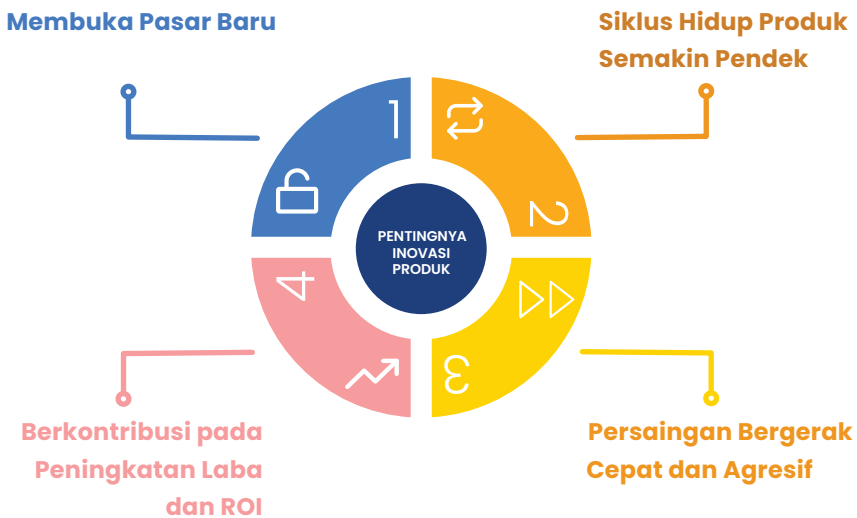 Membuka Pasar Baru
Siklus Hidup Produk
Semakin Pendek
1
2
PENTINGNYA
INOVASI
PRODUK
4
3
Berkontribusi pada
Peningkatan Laba
dan ROI
Persaingan Bergerak
Cepat dan Agresif